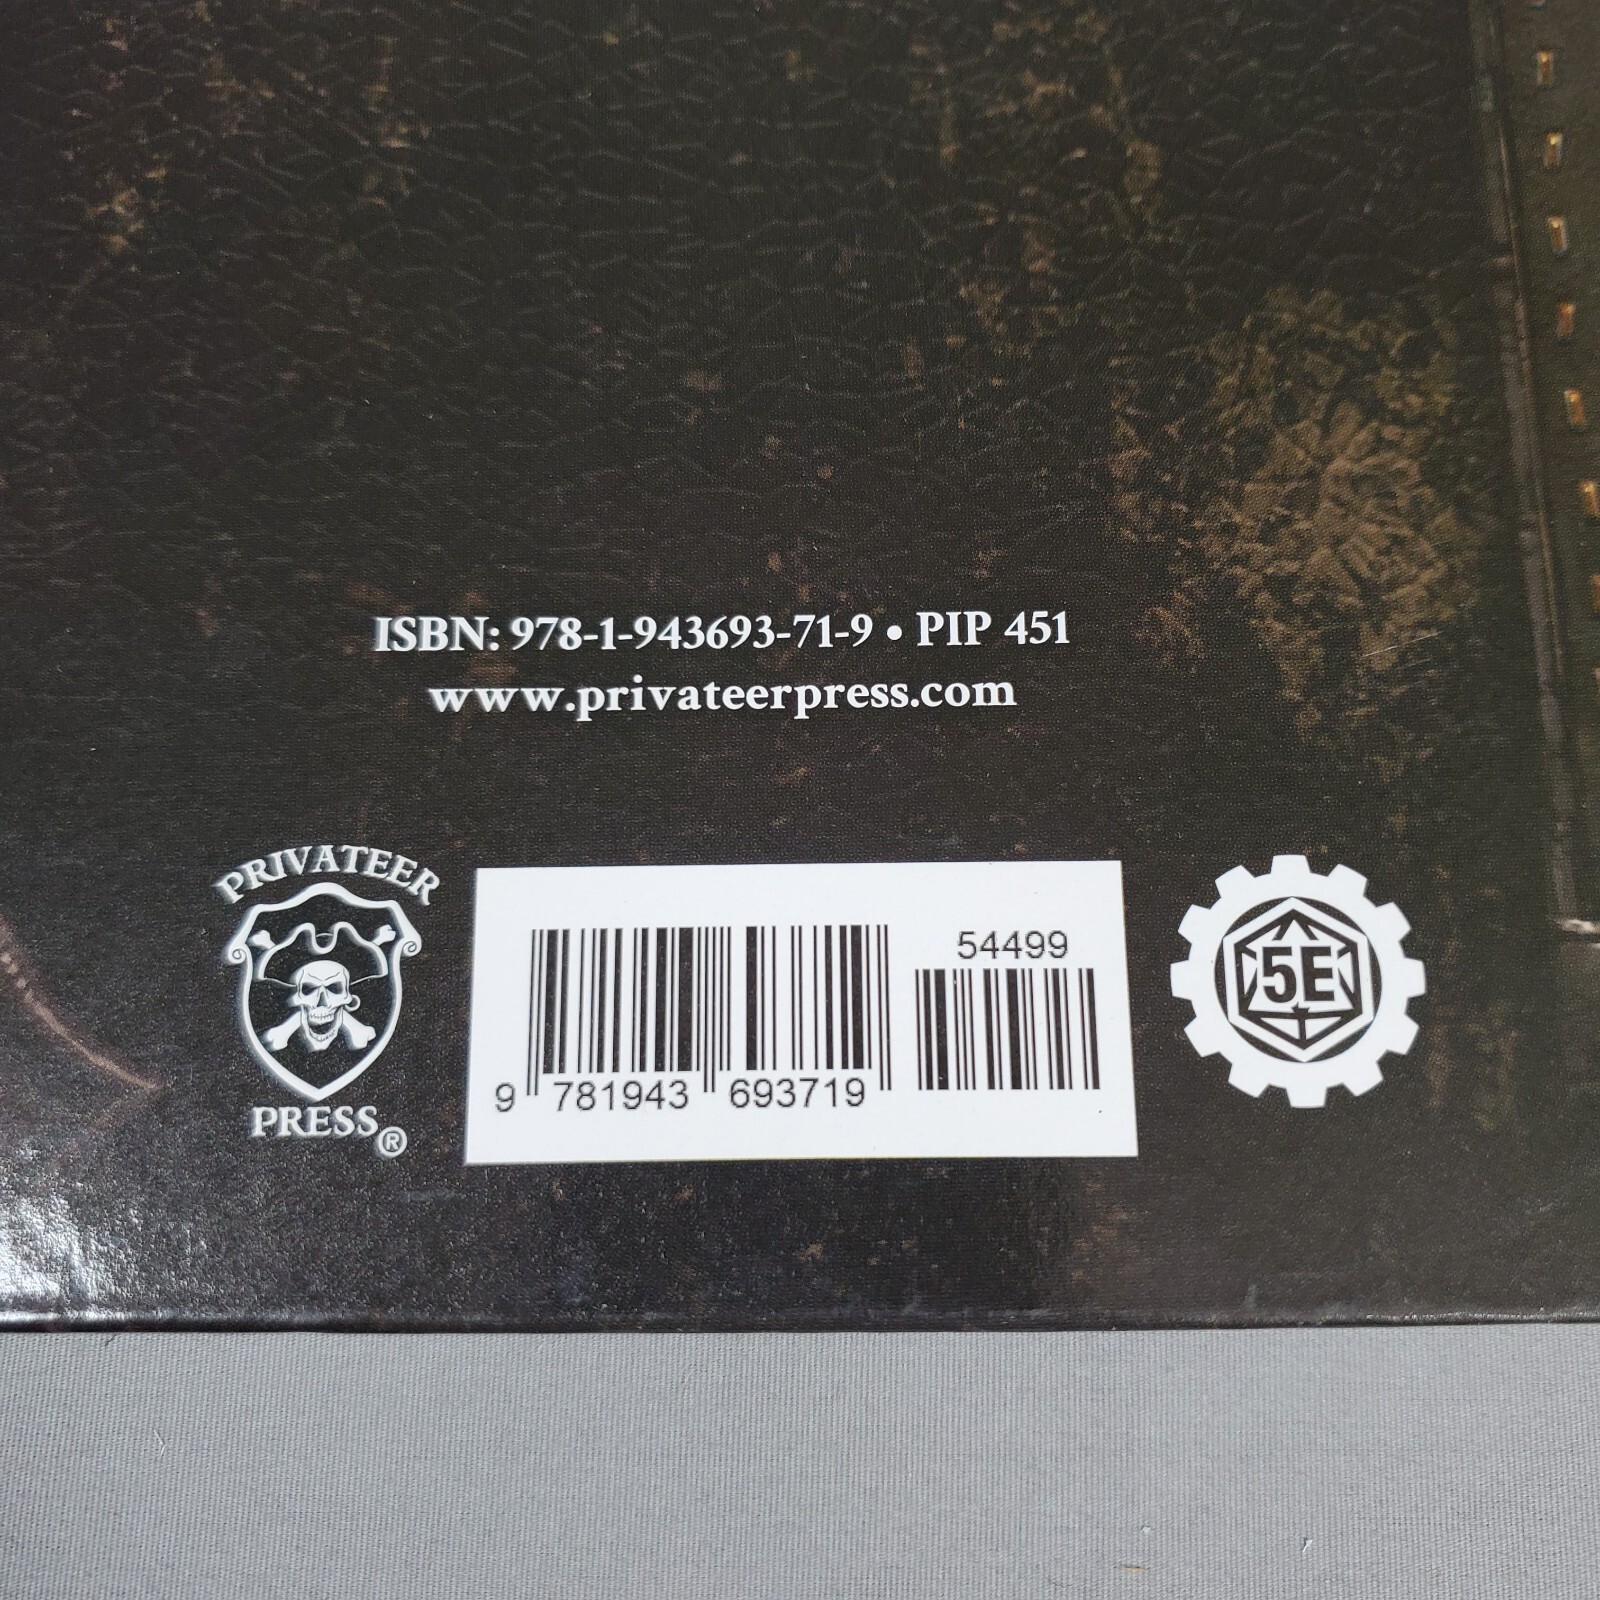 ISBN: 978-1-943693-71-9 • PIP 451
www.privateerpress.com
PRIVATEER
PRESS®
54499
9 781943 693719
5E